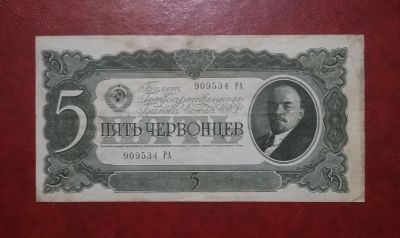 909534 РА
Билет
Государственного
Банка Союза ССР
5
ПЯТЬ ЧЕРВОНЦЕВ
909534 РА
5